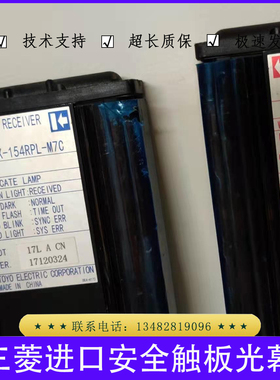 技术支持
超长质保
RECEIVER
-154RPL-M7C
CATE LAMP
N LIGHT:RECEIVED
DARK :NORMAL
FLASH :TIME OUT
BLINK :SYNC ERR
D LIGHT:SYS ERR
OT 17L A CN
17120324
TOYO ELECTRIC CORPORATION
MADE IN CHINA
联系电话：13482819096
三菱进口安全触板光幕